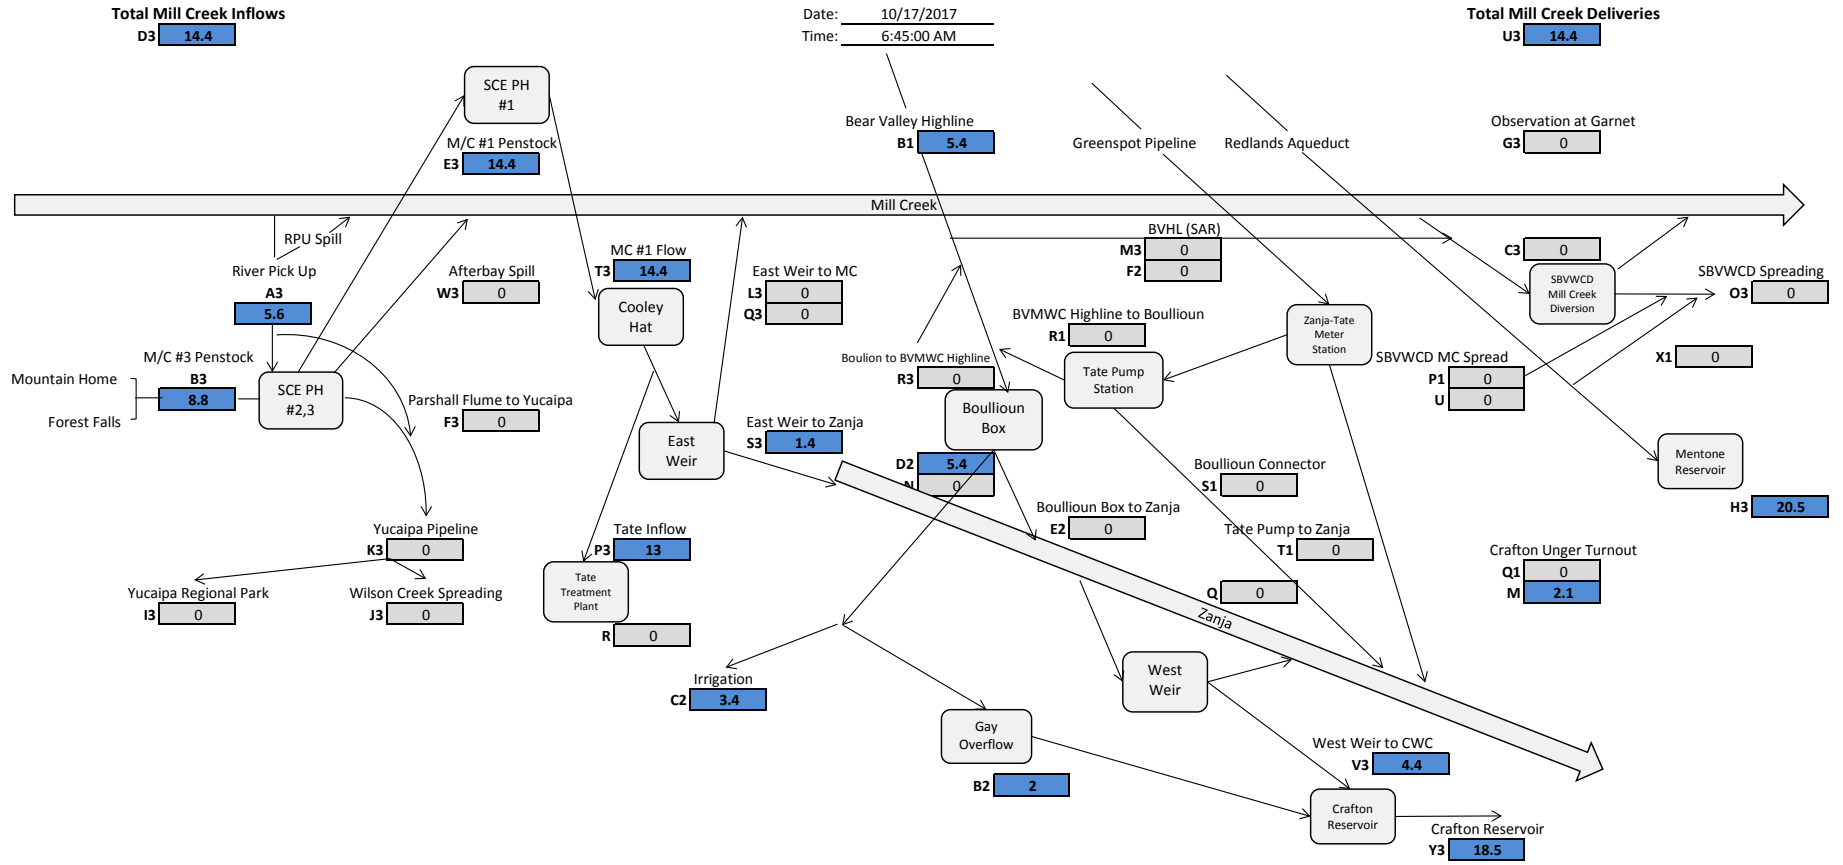 Total Mill Creek Inflows
D3 14.4
Date: 10/17/2017
Time: 6:45:00 AM
Total Mill Creek Deliveries
U3 14.4
SCE PH
#1
M/C #1 Penstock
E3 14.4
Bear Valley Highline
B1 5.4
Greenspot Pipeline
Redlands Aqueduct
Observation at Garnet
G3 0
Mill Creek
RPU Spill
River Pick Up
A3
5.6
Afterbay Spill
W3 0
MC #1 Flow
T3 14.4
Cooley
Hat
East Weir to MC
L3 0
Q3 0
BVHL (SAR)
M3 0
F2 0
C3 0
SBVWCD
Mill Creek
Diversion
SBVWCD Spreading
O3 0
BVMWC Highline to Boullioun
R1 0
Zanja-Tate
Meter
Station
Boulion to BVMWC Highline
R3 0
Tate Pump
Station
SBVWCD MC Spread
P1 0
U 0
X1 0
M/C #3 Penstock
B3
8.8
Mountain Home
Forest Falls
SCE PH
#2,3
Parshall Flume to Yucaipa
F3 0
East
Weir
East Weir to Zanja
S3 1.4
Boullioun
Box
D2 5.4
N 0
Boullioun Connector
S1 0
Mentone
Reservoir
H3 20.5
Boullioun Box to Zanja
E2 0
Tate Pump to Zanja
T1 0
Yucaipa Pipeline
K3 0
Tate Inflow
P3 13
Tate
Treatment
Plant
R 0
Crafton Unger Turnout
Q1 0
M 2.1
Yucaipa Regional Park
I3 0
Wilson Creek Spreading
J3 0
Q 0
Zanja
Irrigation
C2 3.4
West
Weir
Gay
Overflow
B2 2
West Weir to CWC
V3 4.4
Crafton
Reservoir
Crafton Reservoir
Y3 18.5